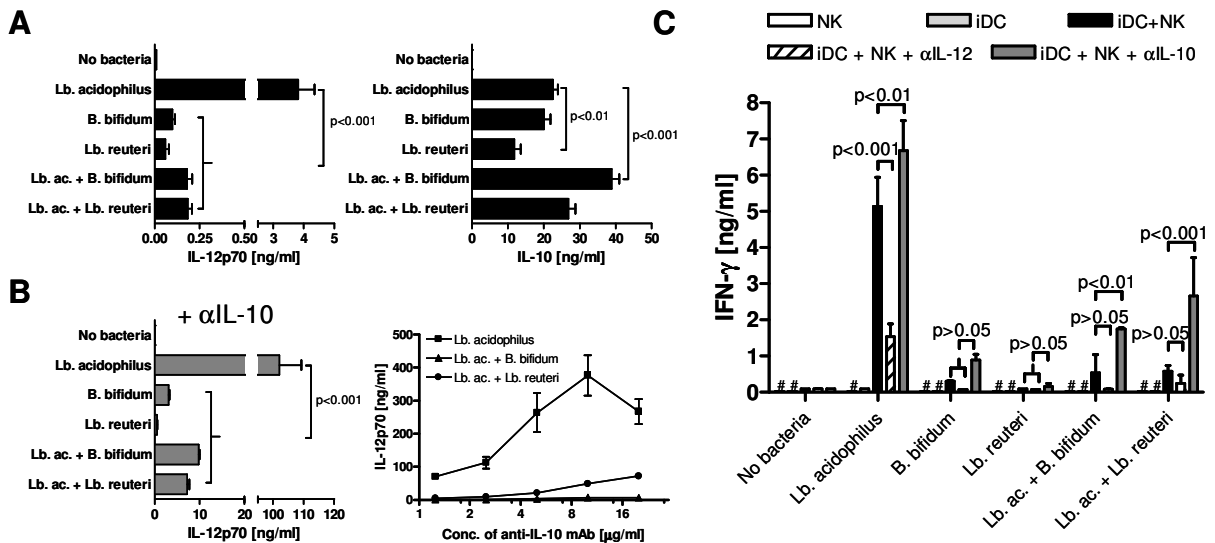 A
No bacteria
Lb. acidophilus
B. bifidum
Lb. reuteri
Lb. ac. + B. bifidum
Lb. ac. + Lb. reuteri
p<0.001
0.00 0.25 0.50 3 4 5
IL-12p70 [ng/ml]
No bacteria
Lb. acidophilus
B. bifidum
Lb. reuteri
Lb. ac. + B. bifidum
Lb. ac. + Lb. reuteri
p<0.01
p<0.001
0 10 20 30 40 50
IL-10 [ng/ml]
B
+ αIL-10
No bacteria
Lb. acidophilus
B. bifidum
Lb. reuteri
Lb. ac. + B. bifidum
Lb. ac. + Lb. reuteri
p<0.001
0 10 20 100 120
IL-12p70 [ng/ml]
500
400
300
200
100
0
IL-12p70 [ng/ml]
Lb. acidophilus
Lb. ac. + B. bifidum
Lb. ac. + Lb. reuteri
1 2 4 8 16
Conc. of anti-IL-10 mAb [µg/ml]
C
NK iDC iDC+NK
iDC + NK + αIL-12 iDC + NK + αIL-10
8
7
6
5
4
3
2
1
0
IFN-γ [ng/ml]
p<0.01
p<0.001
p>0.05
p>0.05
p<0.01
p>0.05
p<0.001
p>0.05
# # # # # # # # # # #
No bacteria
Lb. acidophilus
B. bifidum
Lb. reuteri
Lb. ac. + B. bifidum
Lb. ac. + Lb. reuteri